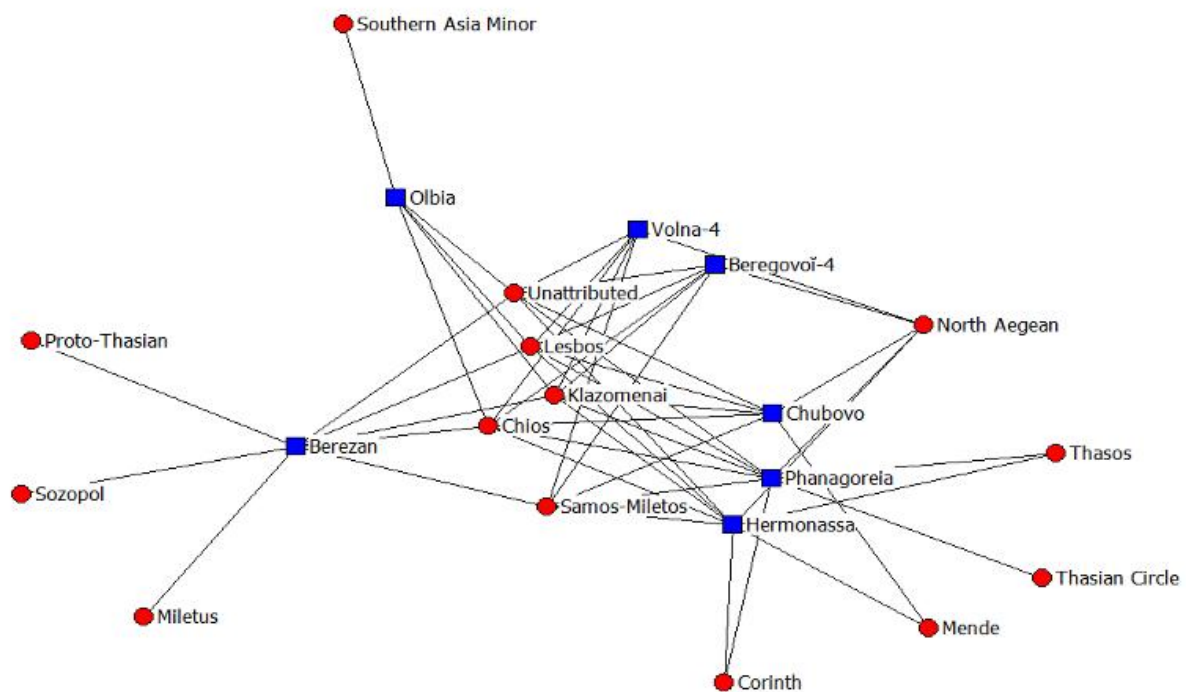 Southern Asia Minor
Olbia
Volna-4
Beregovoĭ-4
Unattributed
North Aegean
Proto-Thasian
Lesbos
Klazomenai
Chubovo
Chios
Berezan
Thasos
Phanagoreia
Sozopol
Samos-Miletos
Hermonassa
Thasian Circle
Miletus
Mende
Corinth